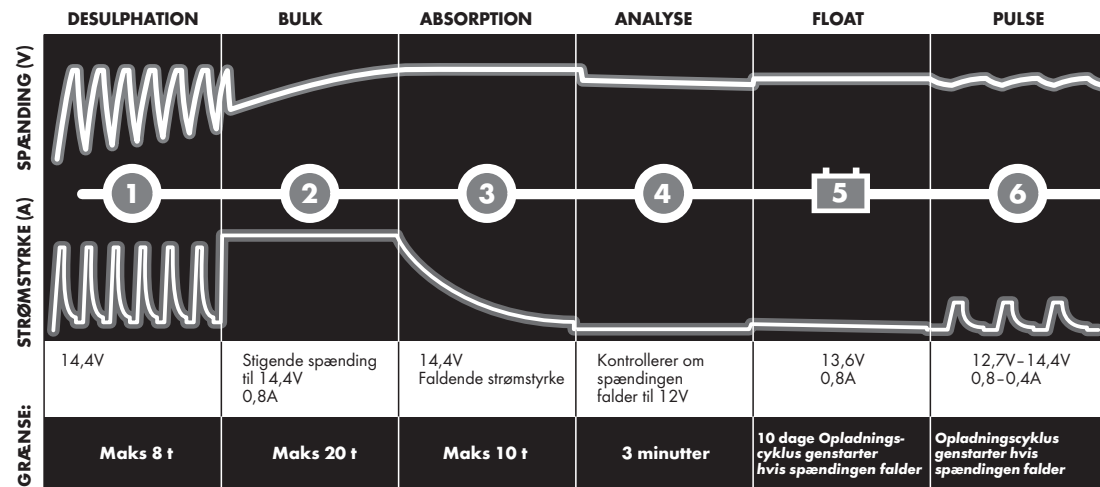 DESULPHATION BULK ABSORPTION ANALYSE FLOAT PULSE
SPÆNDING (V)
1 2 3 4 5 6
STRØMSTYRKE (A)
14,4V
Stigende spænding
til 14,4V
0,8A
14,4V
Faldende strømstyrke
Kontrollerer om
spændingen
falder til 12V
13,6V
0,8A
12,7V–14,4V
0,8–0,4A
GRÆNSE:
Maks 8 t
Maks 20 t
Maks 10 t
3 minutter
10 dage Opladnings-
cyklus genstarter
hvis spændingen falder
Opladningscyklus
genstarter hvis
spændingen falder